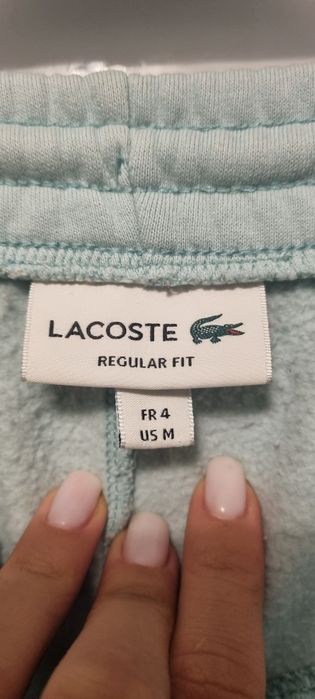 LACOSTE
REGULAR FIT
FR 4
US M